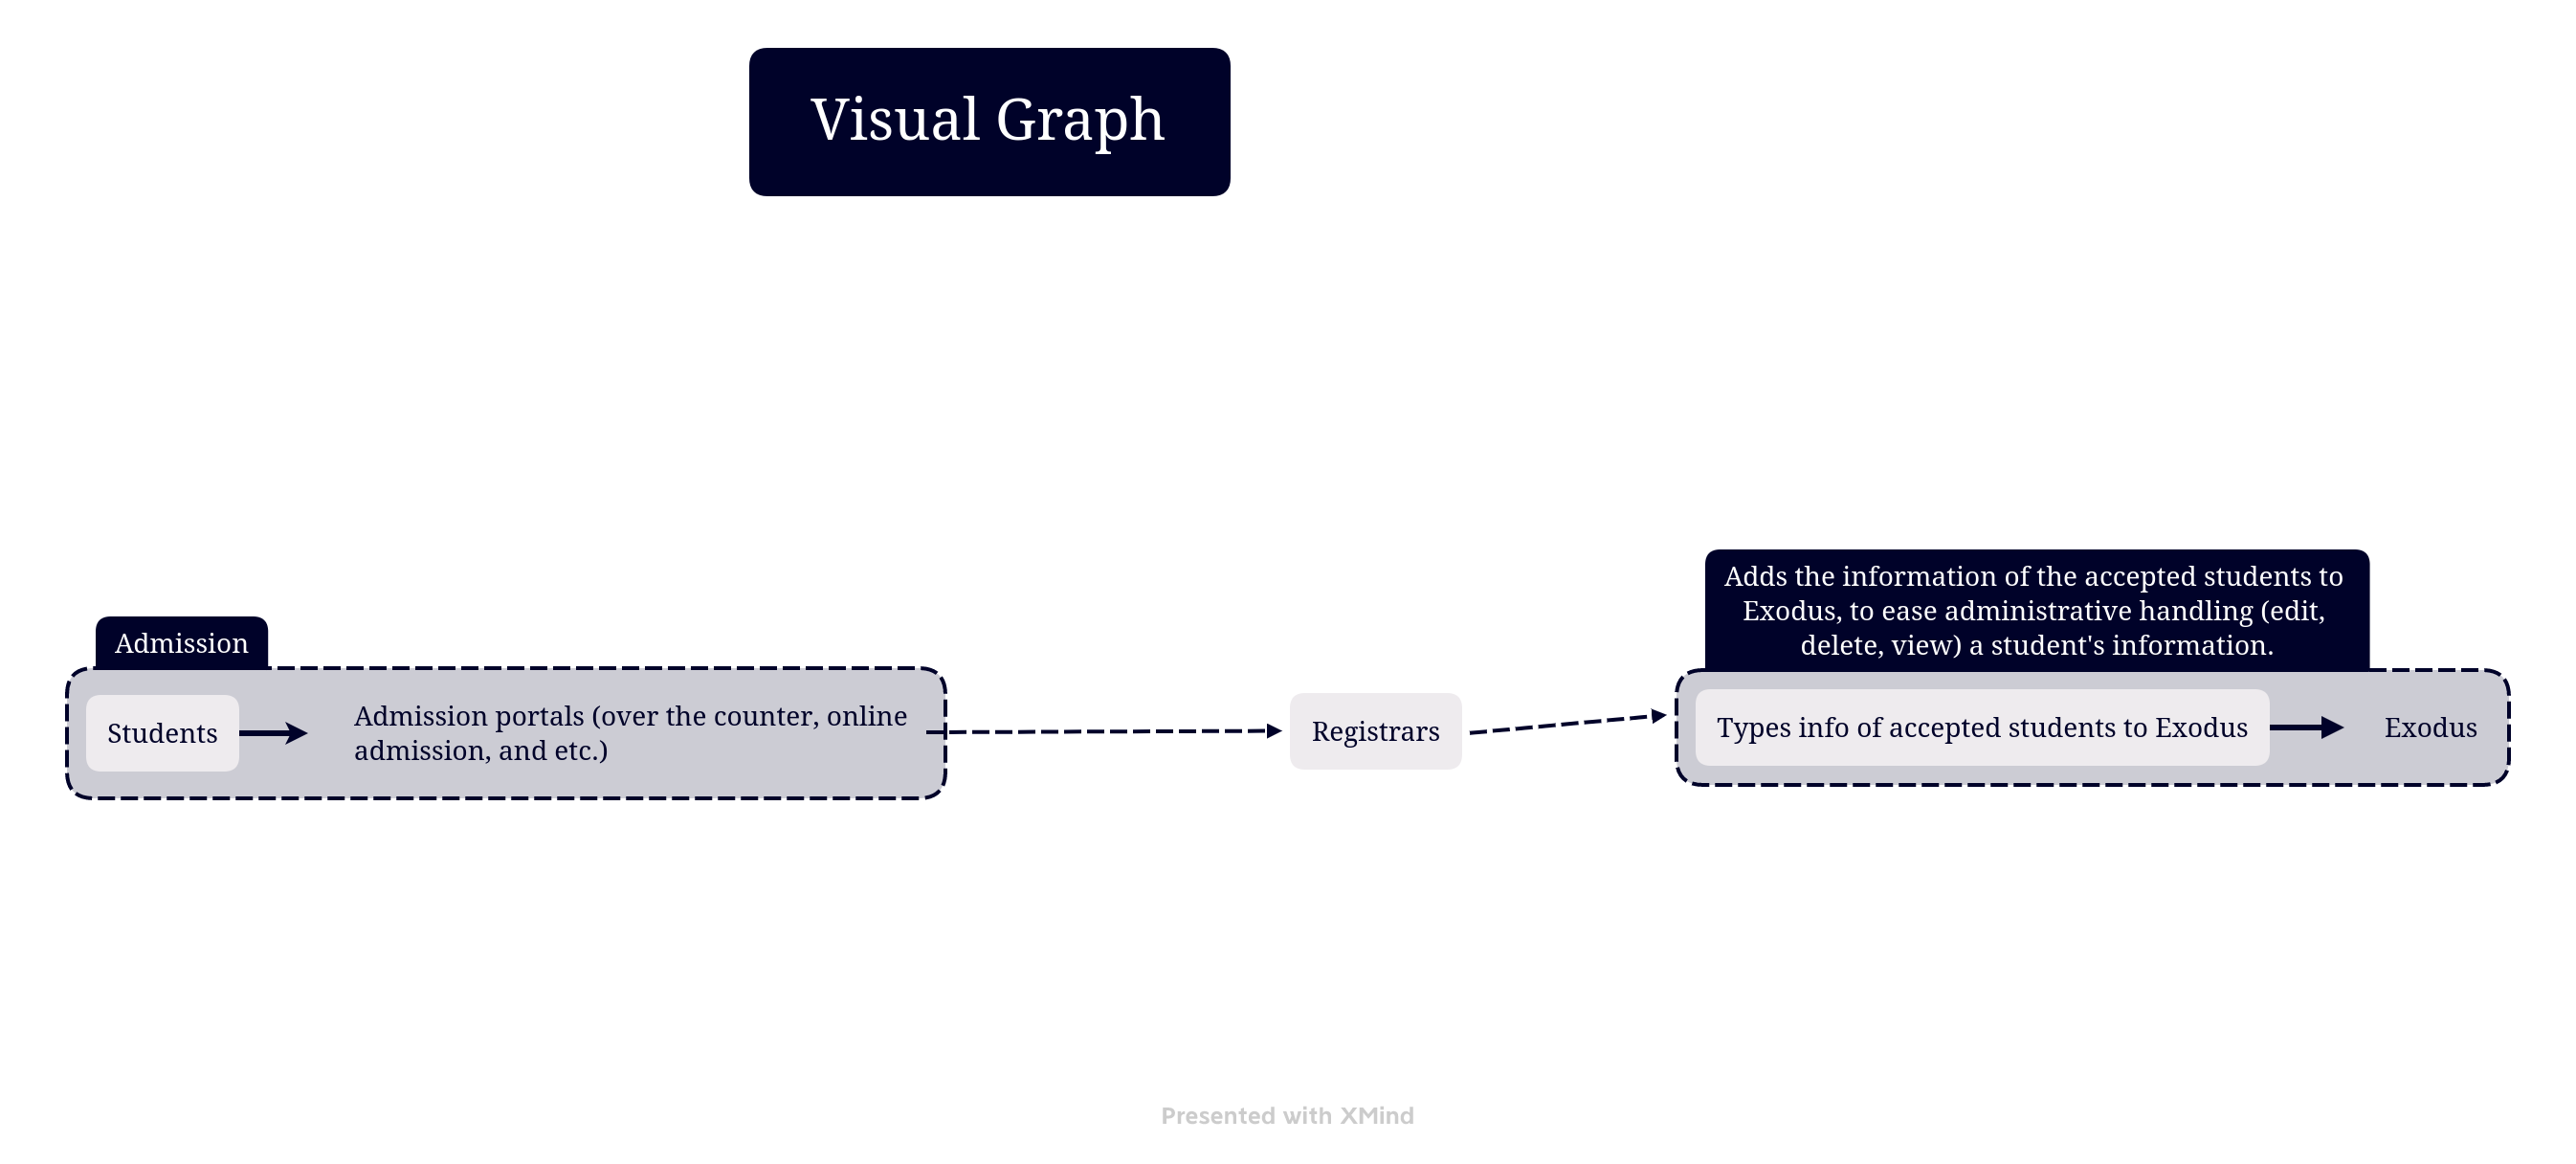 Visual Graph
Admission
Students
Admission portals (over the counter, online
admission, and etc.)
Registrars
Adds the information of the accepted students to
Exodus, to ease administrative handling (edit,
delete, view) a student's information.
Types info of accepted students to Exodus
Exodus
Presented with XMind